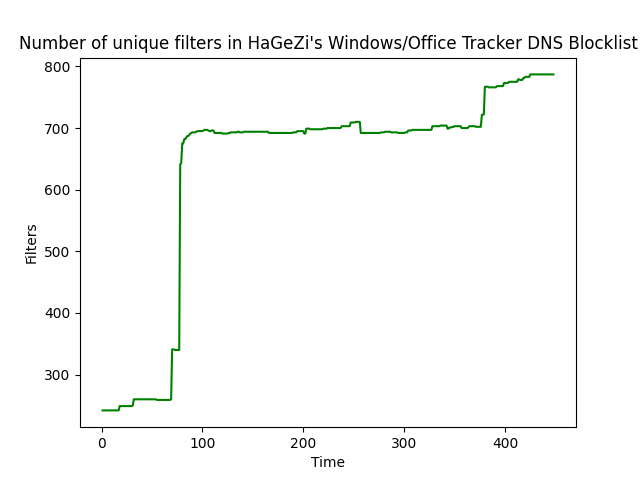 Number of unique filters in HaGeZi's Windows/Office Tracker DNS Blocklist
800
700
600
500
400
300
Filters
0 100 200 300 400
Time